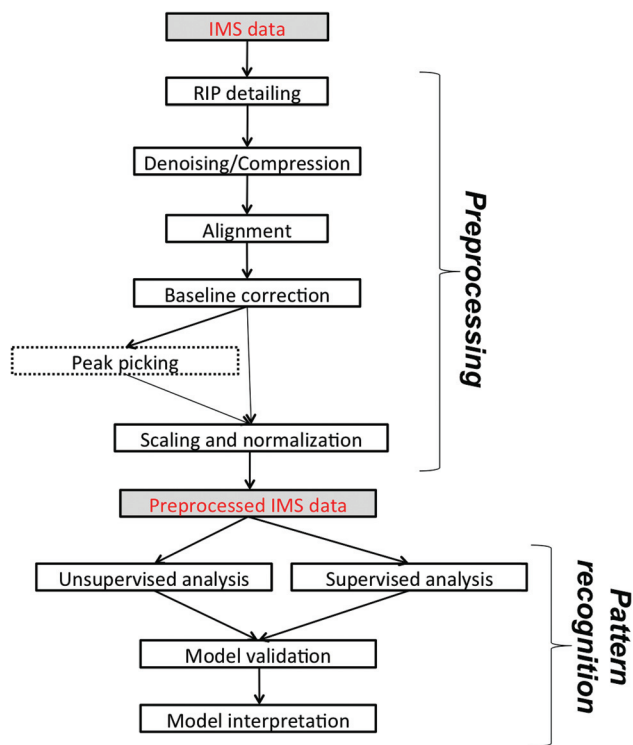 IMS data
RIP detailing
Denoising/Compression
Alignment
Baseline correction
Peak picking
Scaling and normalization
Preprocessing
Preprocessed IMS data
Unsupervised analysis
Supervised analysis
Model validation
Model interpretation
Pattern
recognition